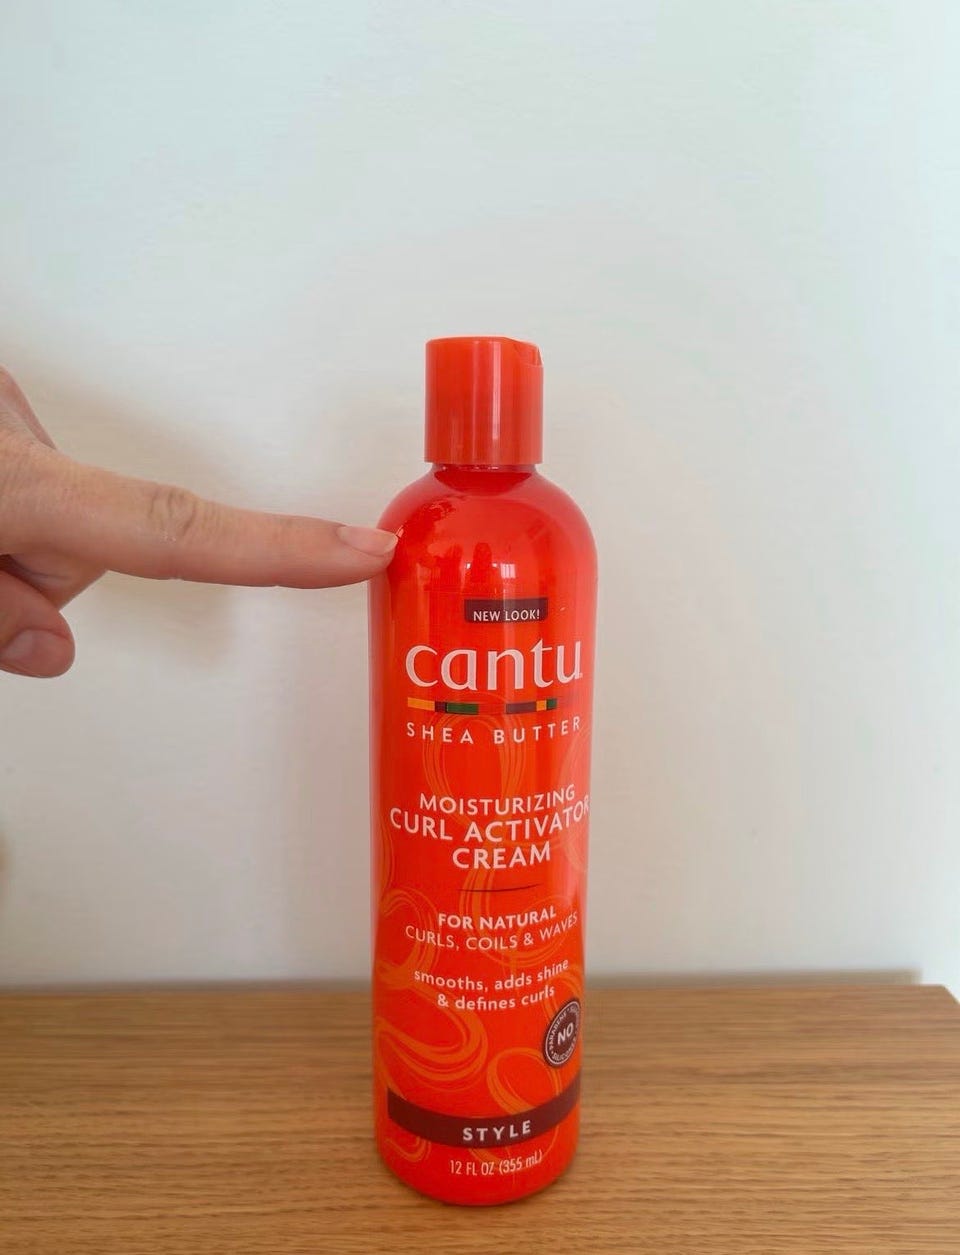 NEW LOOK!
cantu
SHEA BUTTER
MOISTURIZING
CURL ACTIVATOR
CREAM
FOR NATURAL
CURLS, COILS & WAVES
smooths, adds shine
& defines curls
NO
STYLE
12 FL OZ (355 mL)